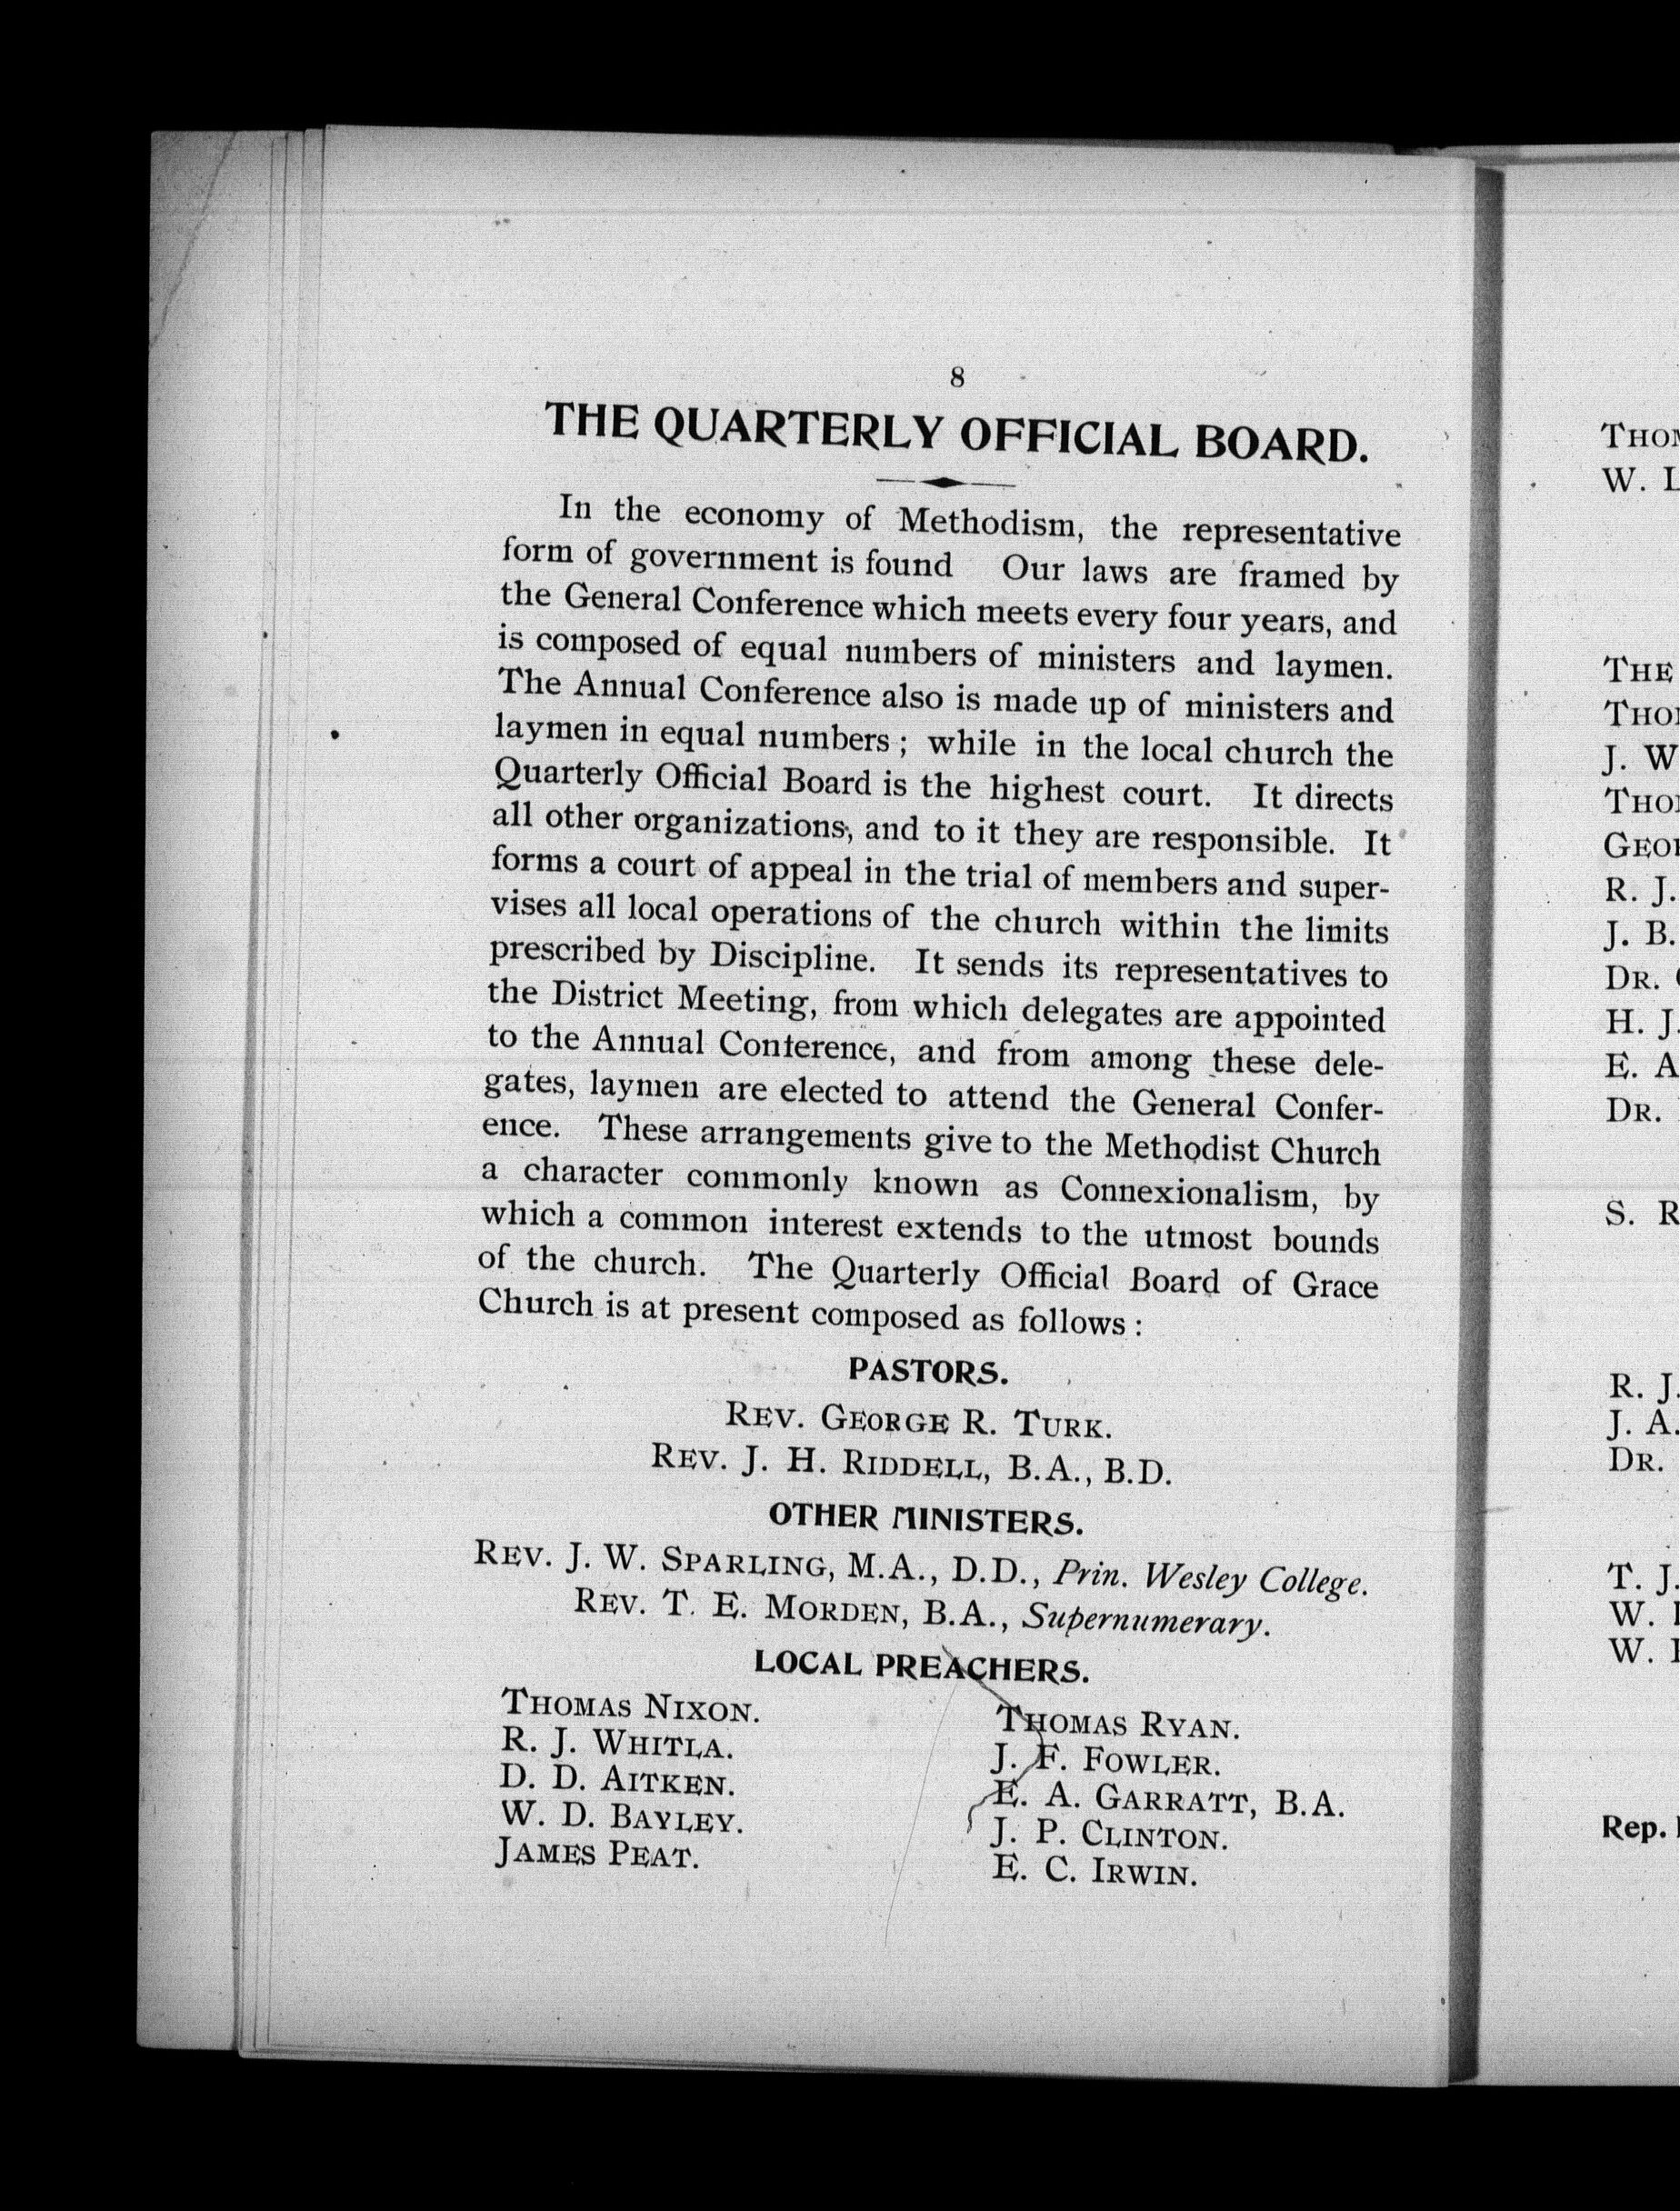 8
THE QUARTERLY OFFICIAL BOARD.
In the economy of Methodism, the representative
form of government is found Our laws are framed by
the General Conference which meets every four years, and
is composed of equal numbers of ministers and laymen.
The Annual Conference also is made up of ministers and
laymen in equal numbers ; while in the local church the
Quarterly Official Board is the highest court. It directs
all other organizations, and to it they are responsible. It
forms a court of appeal in the trial of members and super-
vises all local operations of the church within the limits
prescribed by Discipline. It sends its representatives to
the District Meeting, from which delegates are appointed
to the Annual Conterence, and from among these dele-
gates, laymen are elected to attend the General Confer-
ence. These arrangements give to the Methodist Church
a character commonly known as Connexionalism, by
which a common interest extends to the utmost bounds
of the church. The Quarterly Official Board of Grace
Church is at present composed as follows :
PASTORS.
REV. GEORGE R. TURK.
REV. J. H. RIDDELL, B.A., B.D.
OTHER MINISTERS.
REV. J. W. SPARLING, M.A., D.D., Prin. Wesley College.
REV. T. E. MORDEN, B.A., Supernumerary.
LOCAL PREACHERS.
THOMAS NIXON.
R. J. WHITLA.
D. D. AITKEN.
W. D. BAYLEY.
JAMES PEAT.
THOMAS RYAN.
J. F. FOWLER.
E. A. GARRATT, B.A.
J. P. CLINTON.
E. C. IRWIN.
W.
THE
J.
R. J.
J. B.
DR.
H. J.
E. A
DR.
S. R
R. J.
J. A.
DR.
T. J.
W.
W.
Rep.